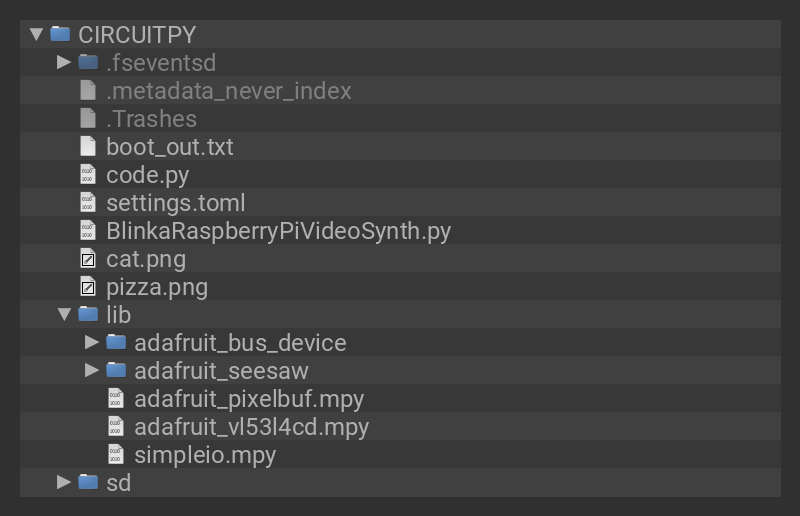 CIRCUITPY
.fseventsd
.metadata_never_index
.Trashes
boot_out.txt
code.py
settings.toml
BlinkaRaspberryPiVideoSynth.py
cat.png
pizza.png
lib
adafruit_bus_device
adafruit_seesaw
adafruit_pixelbuf.mpy
adafruit_vl53l4cd.mpy
simpleio.mpy
sd